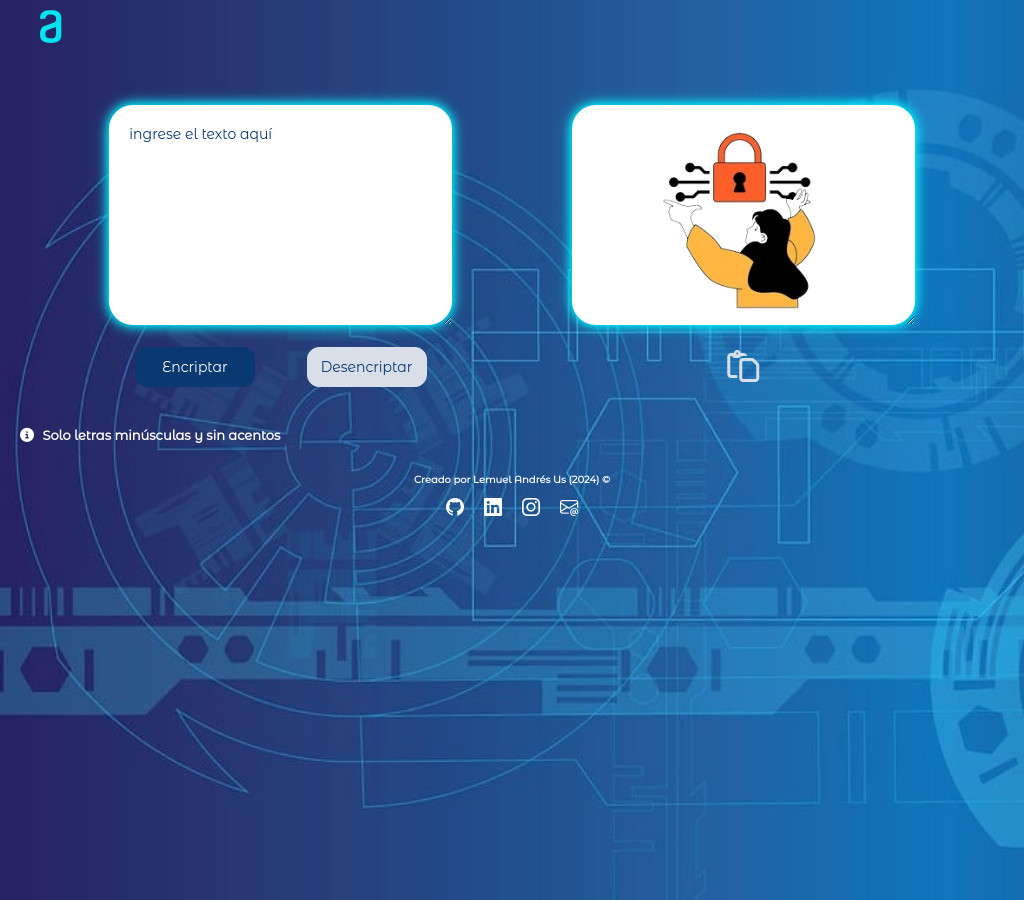 a
ingrese el texto aquí
Encriptar
Desencriptar
Solo letras minúsculas y sin acentos
Creado por Lemuel Andrés Us (2024) ©